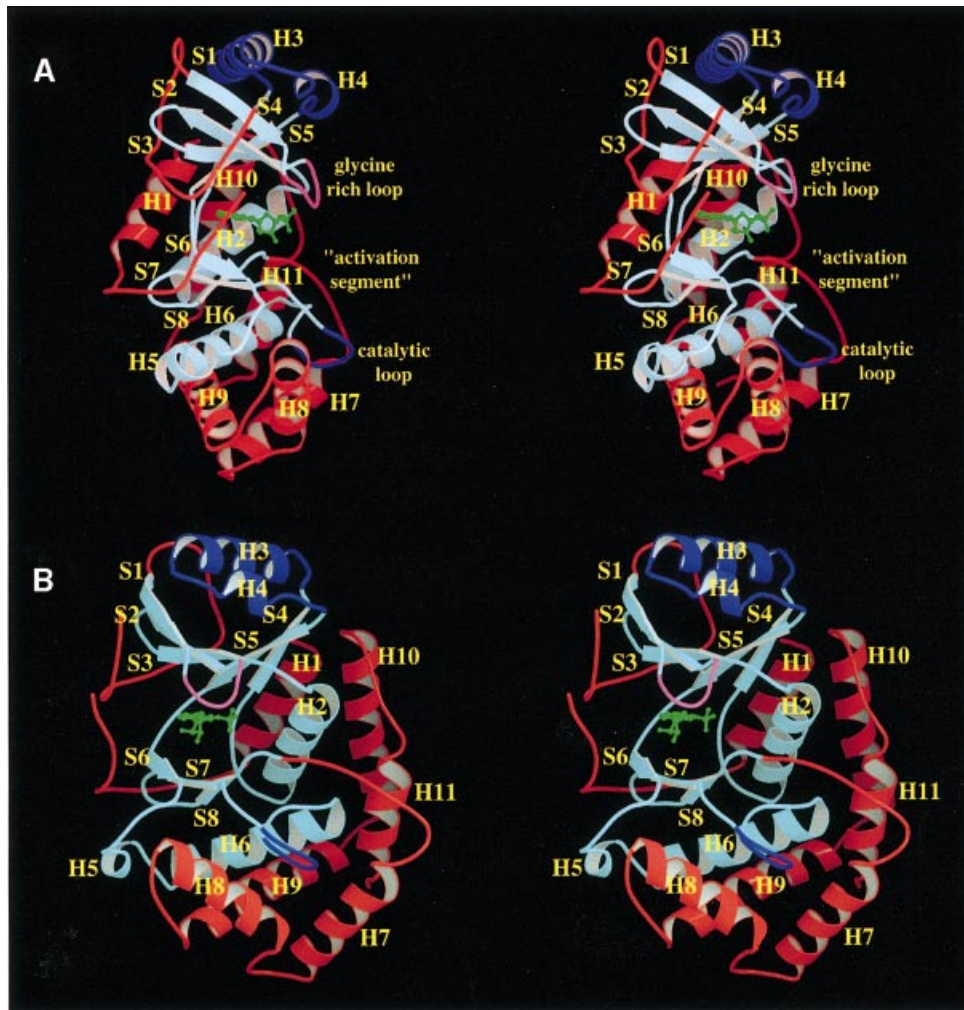 A
H3
S1
H4
S2
S4
S5
S3
glycine
rich loop
H10
H1
H2
S6
"activation
segment"
S7
H11
S8
H6
H5
catalytic
loop
H9
H8
H7
H3
S1
H4
S2
S4
S5
S3
glycine
rich loop
H10
H1
H2
S6
"activation
segment"
S7
H11
S8
H6
H5
catalytic
loop
H9
H8
H7
B
H3
S1
H4
S2
S4
S5
S3
H1
H10
H2
S6
S7
H11
S8
H6
H5
H8
H9
H7
H3
S1
H4
S2
S4
S5
S3
H1
H10
H2
S6
S7
H11
S8
H6
H5
H8
H9
H7